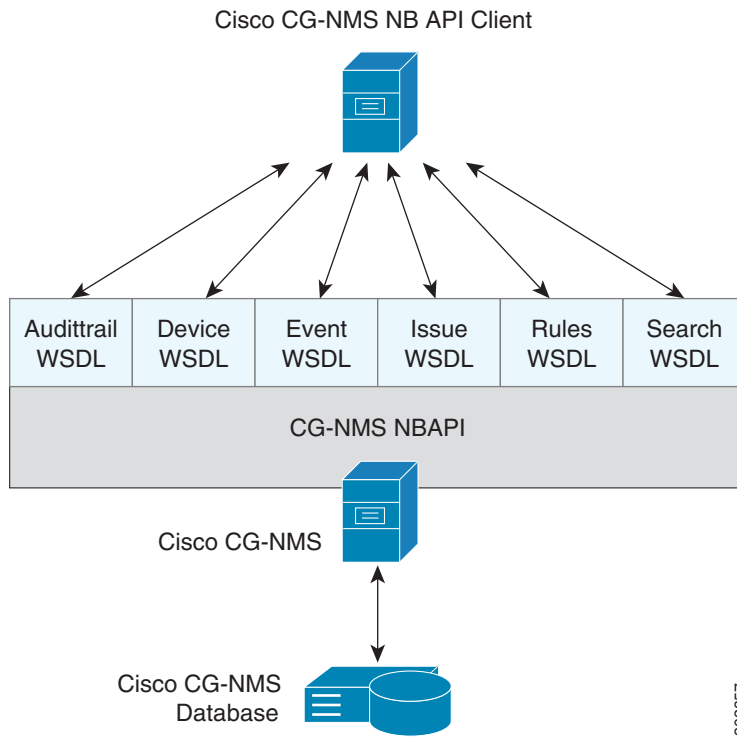 Cisco CG-NMS NB API Client
Audittrail
WSDL
Device
WSDL
Event
WSDL
Issue
WSDL
Rules
WSDL
Search
WSDL
CG-NMS NBAPI
Cisco CG-NMS
Cisco CG-NMS
Database